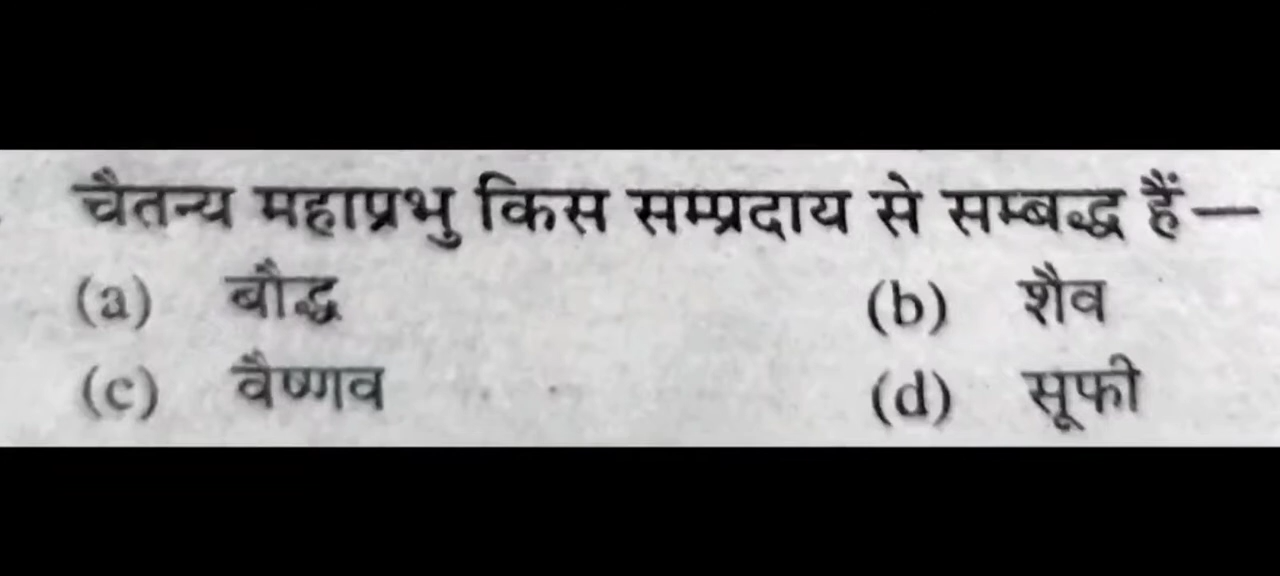 चैतन्य महाप्रभु किस सम्प्रदाय से सम्बद्ध हैं—
(a) बौद्ध (b) शैव
(c) वैष्णव (d) सूफी